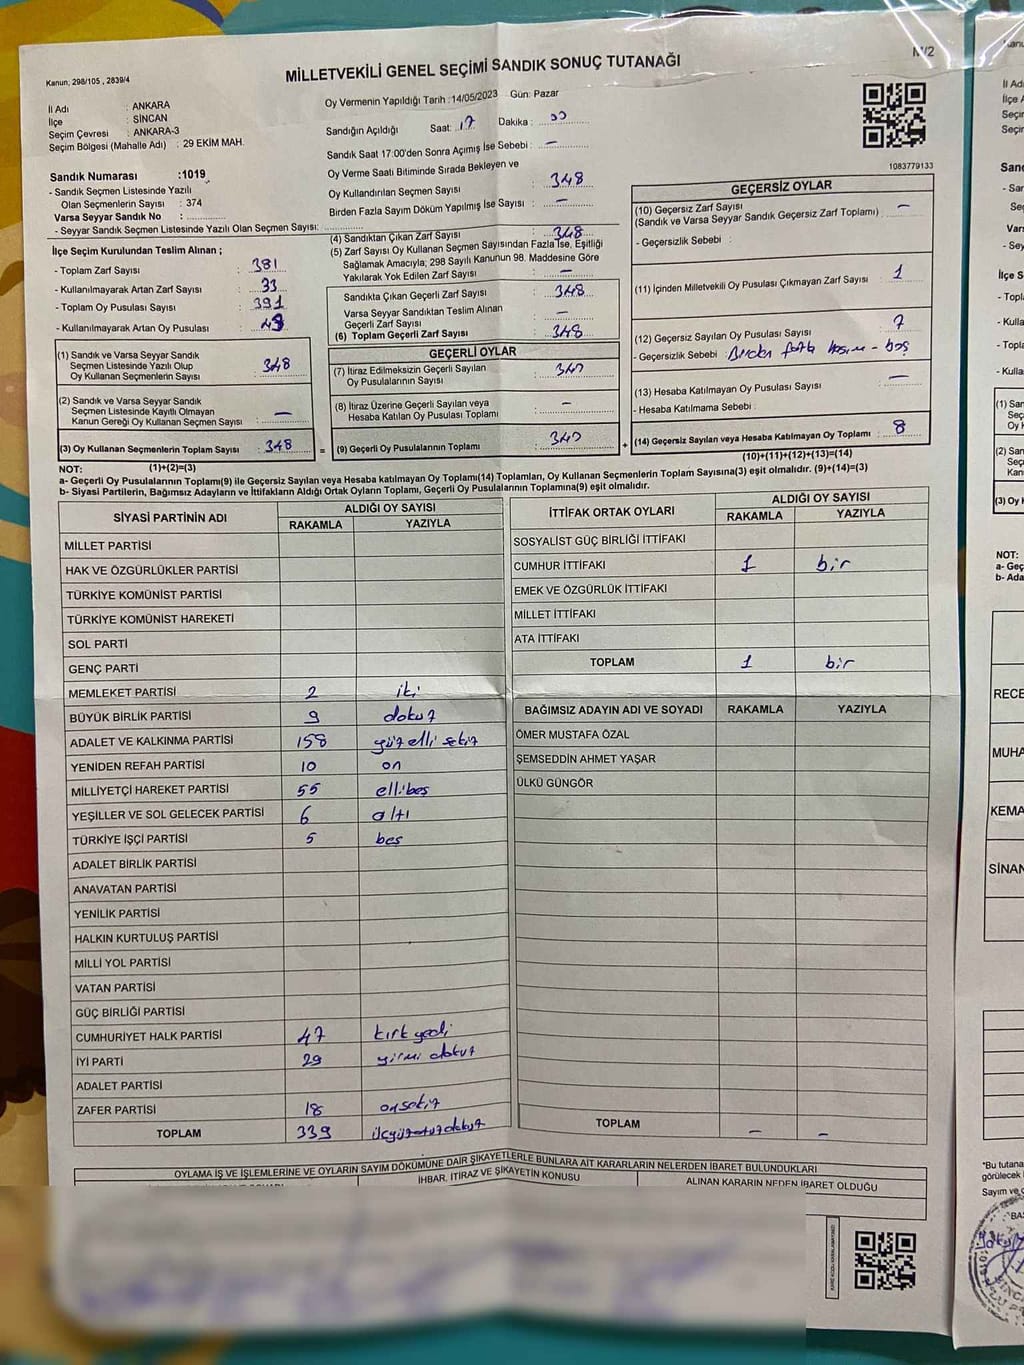 MİLLETVEKİLİ GENEL SEÇİMİ SANDIK SONUÇ TUTANAĞI
Kanun; 298/105 , 2839/4
İl Adı : ANKARA
İlçe : SİNCAN
Seçim Çevresi : ANKARA-3
Seçim Bölgesi (Mahalle Adı) : 29 EKİM MAH.
Oy Vermenin Yapıldığı Tarih :14/05/2023 Gün: Pazar
Sandığın Açıldığı Saat: 17 Dakika :
Sandık Saat 17:00'den Sonra Açımış İse Sebebi : -
Oy Verme Saati Bitiminde Sırada Bekleyen ve
Oy Kullandırılan Seçmen Sayısı : 348
Birden Fazla Sayım Döküm Yapılmış İse Sayısı : -
1083779133
Sandık Numarası :1019
- Sandık Seçmen Listesinde Yazılı
Olan Seçmenlerin Sayısı : 374
Varsa Seyyar Sandık No :
- Seyyar Sandık Seçmen Listesinde Yazılı Olan Seçmen Sayısı:
İlçe Seçim Kurulundan Teslim Alınan ;
- Toplam Zarf Sayısı : 381
- Kullanılmayarak Artan Zarf Sayısı : 33
- Toplam Oy Pusulası Sayısı : 391
- Kullanılmayarak Artan Oy Pusulası :
(1) Sandık ve Varsa Seyyar Sandık
Seçmen Listesinde Yazılı Olup
Oy Kullanan Seçmenlerin Sayısı : 348
(2) Sandık ve Varsa Seyyar Sandık
Seçmen Listesinde Kayıtlı Olmayan
Kanun Gereği Oy Kullanan Seçmen Sayısı : -
(3) Oy Kullanan Seçmenlerin Toplam Sayısı : 348
(4) Sandıktan Çıkan Zarf Sayısı : 348
(5) Zarf Sayısı Oy Kullanan Seçmen Sayısından Fazla İse, Eşitliği
Sağlamak Amacıyla; 298 Sayılı Kanunun 98. Maddesine Göre
Yakılarak Yok Edilen Zarf Sayısı : -
Sandıkta Çıkan Geçerli Zarf Sayısı : 348
Varsa Seyyar Sandıktan Teslim Alınan
Geçerli Zarf Sayısı : -
(6) Toplam Geçerli Zarf Sayısı : 348
GEÇERLİ OYLAR
(7) İtiraz Edilmeksizin Geçerli Sayılan
Oy Pusulasının Sayısı : 340
(8) İtiraz Üzerine Geçerli Sayılan veya
Hesaba Katılan Oy Pusulası Toplamı : -
= (9) Geçerli Oy Pusulalarının Toplamı : 340
GEÇERSİZ OYLAR
(10) Geçersiz Zarf Sayısı : -
(Sandık ve Varsa Seyyar Sandık Geçersiz Zarf Toplamı)
- Geçersizlik Sebebi :
(11) İçinden Milletvekili Oy Pusulası Çıkmayan Zarf Sayısı : 1
(12) Geçersiz Sayılan Oy Pusulası Sayısı : 7
- Geçersizlik Sebebi : Birden fazla basım - boş
(13) Hesaba Katılmayan Oy Pusulası Sayısı : -
- Hesaba Katılmama Sebebi :
+ (14) Geçersiz Sayılan veya Hesaba Katılmayan Oy Toplamı : 8
NOT: (1)+(2)=(3)
(10)+(11)+(12)+(13)=(14)
a- Geçerli Oy Pusulalarının Toplamı(9) ile Geçersiz Sayılan veya Hesaba katılmayan Oy Toplamı(14) Toplamları, Oy Kullanan Seçmenlerin Toplam Sayısına(3) eşit olmalıdır. (9)+(14)=(3)
b- Siyasi Partilerin, Bağımsız Adayların ve İttifakların Aldığı Ortak Oyların Toplamı, Geçerli Oy Pusulalarının Toplamına(9) eşit olmalıdır.
SİYASİ PARTİNİN ADI ALDIĞI OY SAYISI
RAKAMLA YAZIYLA
MİLLET PARTİSİ
HAK VE ÖZGÜRLÜKLER PARTİSİ
TÜRKİYE KOMÜNİST PARTİSİ
TÜRKİYE KOMÜNİST HAREKETİ
SOL PARTİ
GENÇ PARTİ
MEMLEKET PARTİSİ 2 iki
BÜYÜK BİRLİK PARTİSİ 9 dokuz
ADALET VE KALKINMA PARTİSİ 158 yüz elli sekiz
YENİDEN REFAH PARTİSİ 10 on
MİLLİYETÇİ HAREKET PARTİSİ 55 elli beş
YEŞİLLER VE SOL GELECEK PARTİSİ 6 altı
TÜRKİYE İŞÇİ PARTİSİ 5 beş
ADALET BİRLİK PARTİSİ
ANAVATAN PARTİSİ
YENİLİK PARTİSİ
HALKIN KURTULUŞ PARTİSİ
MİLLİ YOL PARTİSİ
VATAN PARTİSİ
GÜÇ BİRLİĞİ PARTİSİ
CUMHURİYET HALK PARTİSİ 47 kırk yedi
İYİ PARTİ 29 yirmi dokuz
ADALET PARTİSİ
ZAFER PARTİSİ 18 onsekiz
TOPLAM 339 üçyüzotuzdokuz
İTTİFAK ORTAK OYLARI ALDIĞI OY SAYISI
RAKAMLA YAZIYLA
SOSYALİST GÜÇ BİRLİĞİ İTTİFAKI
CUMHUR İTTİFAKI 1 bir
EMEK VE ÖZGÜRLÜK İTTİFAKI
MİLLET İTTİFAKI
ATA İTTİFAKI
TOPLAM 1 bir
BAĞIMSIZ ADAYIN ADI VE SOYADI RAKAMLA YAZIYLA
ÖMER MUSTAFA ÖZAL
ŞEMSEDDİN AHMET YAŞAR
ÜLKÜ GÜNGÖR
TOPLAM - -
OYLAMA İŞ VE İŞLEMLERİNE VE OYLARIN SAYIM DÖKÜMÜNE DAİR ŞİKAYETLERLE BUNLARA AİT KARARLARIN NELERDEN İBARET BULUNDUKLARI
İHBAR, İTİRAZ VE ŞİKAYETİN KONUSU
ALINAN KARARIN NEDEN İBARET OLDUĞU